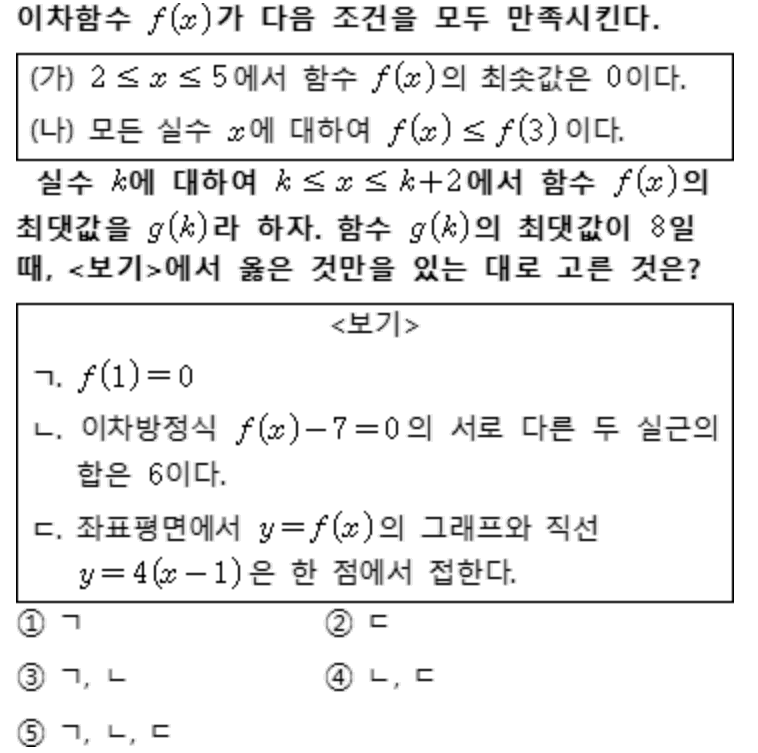 이차함수 f(x)가 다음 조건을 모두 만족시킨다.
(가) 2 ≤ x ≤ 5에서 함수 f(x)의 최솟값은 0이다.
(나) 모든 실수 x에 대하여 f(x) ≤ f(3)이다.
실수 k에 대하여 k ≤ x ≤ k+2에서 함수 f(x)의
최댓값을 g(k)라 하자. 함수 g(k)의 최댓값이 8일
때, <보기>에서 옳은 것만을 있는 대로 고른 것은?
<보기>
ㄱ. f(1)=0
ㄴ. 이차방정식 f(x)-7=0의 서로 다른 두 실근의
합은 6이다.
ㄷ. 좌표평면에서 y=f(x)의 그래프와 직선
y=4(x-1)은 한 점에서 접한다.
① ㄱ ② ㄷ
③ ㄱ, ㄴ ④ ㄴ, ㄷ
⑤ ㄱ, ㄴ, ㄷ